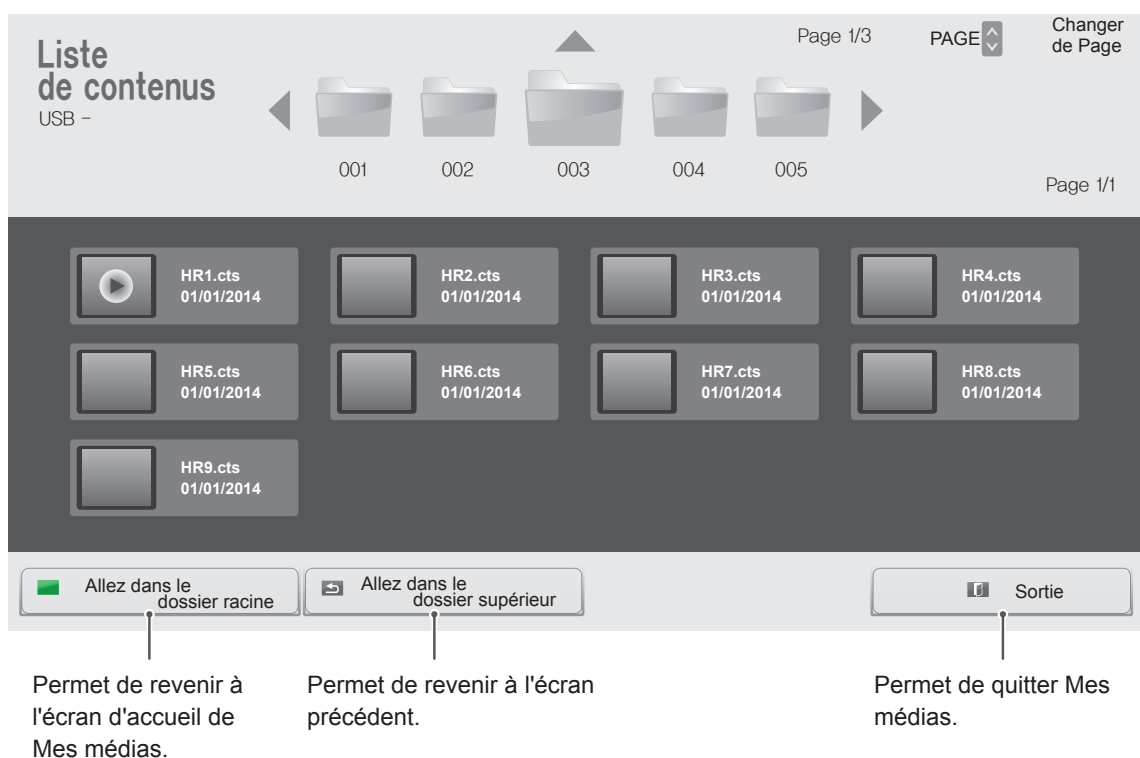 Liste
de contenus
USB -
Page 1/3
PAGE
Changer
de Page
001
002
003
004
005
Page 1/1
HR1.cts
01/01/2014
HR2.cts
01/01/2014
HR3.cts
01/01/2014
HR4.cts
01/01/2014
HR5.cts
01/01/2014
HR6.cts
01/01/2014
HR7.cts
01/01/2014
HR8.cts
01/01/2014
HR9.cts
01/01/2014
Allez dans le
dossier racine
Allez dans le
dossier supérieur
Sortie
Permet de revenir à
l'écran d'accueil de
Mes médias.
Permet de revenir à l'écran
précédent.
Permet de quitter Mes
médias.